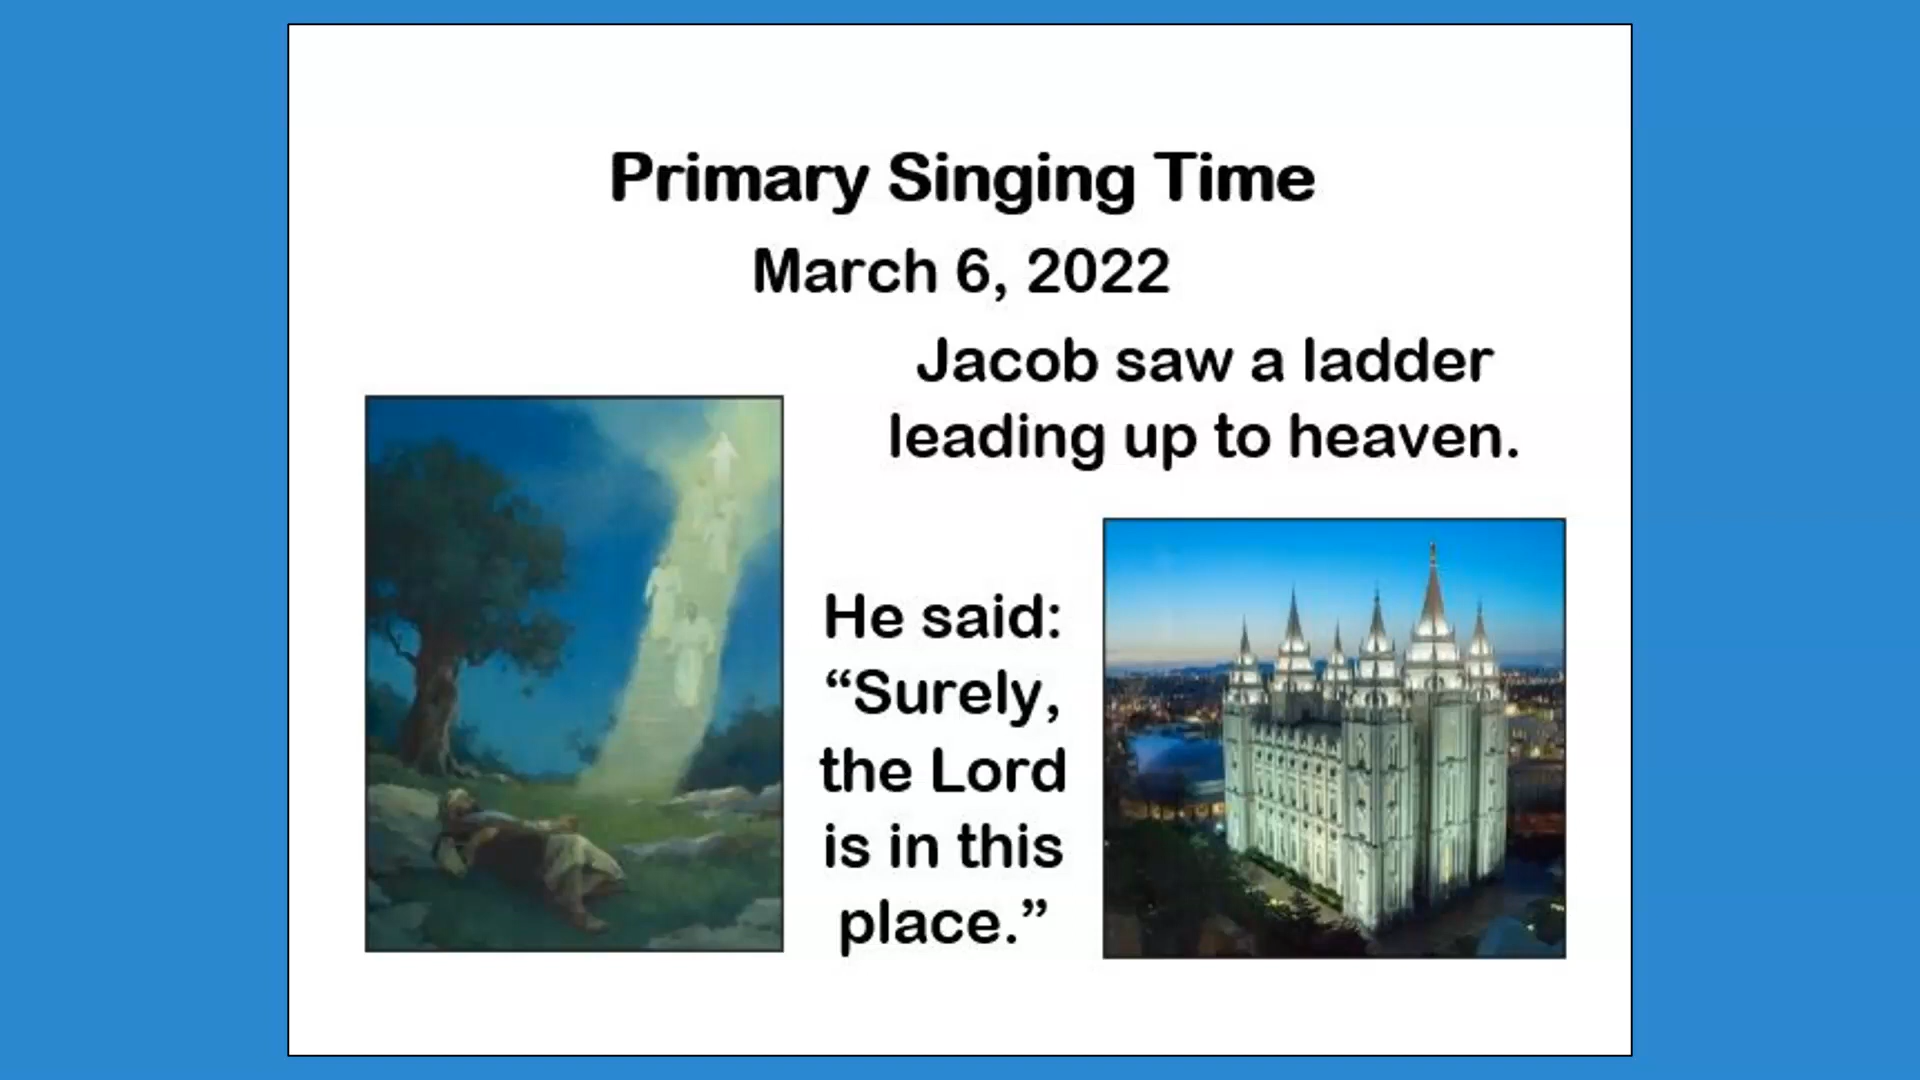 Primary Singing Time
March 6, 2022
Jacob saw a ladder
leading up to heaven.
He said:
“Surely,
the Lord
is in this
place.”